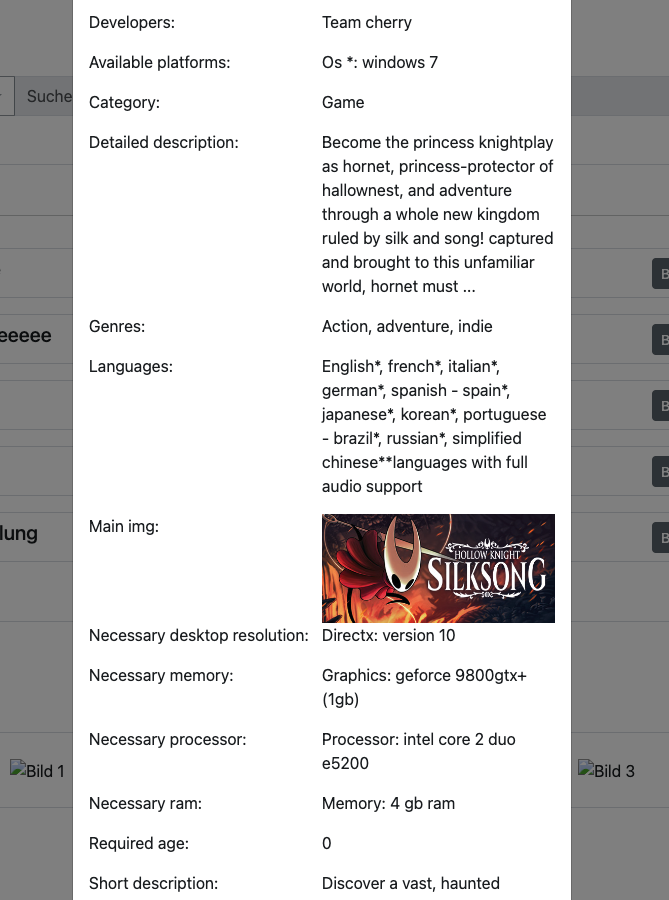 Developers: Team cherry
Available platforms: Os *: windows 7
Suche
Category: Game
Detailed description: Become the princess knightplay
as hornet, princess-protector of
hallownest, and adventure
through a whole new kingdom
ruled by silk and song! captured
and brought to this unfamiliar
world, hornet must ...
B
Genres: Action, adventure, indie
eeeee
B
Languages: English*, french*, italian*,
german*, spanish - spain*,
japanese*, korean*, portuguese
B
- brazil*, russian*, simplified
chinese**languages with full
B
audio support
Main img:
lung
B
HOLLOW KNIGHT
SILKSONG
Necessary desktop resolution: Directx: version 10
Necessary memory: Graphics: geforce 9800gtx+
(1gb)
Necessary processor: Processor: intel core 2 duo
e5200
Bild 1
Bild 3
Necessary ram: Memory: 4 gb ram
Required age: 0
Short description: Discover a vast, haunted